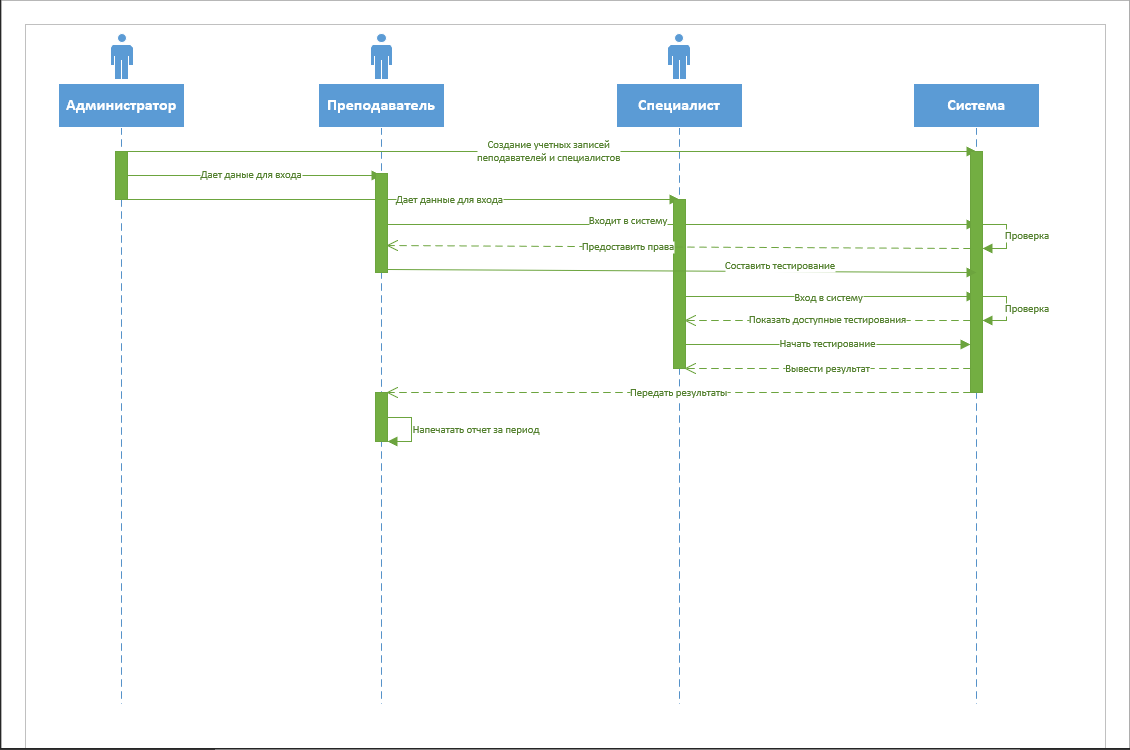 Администратор
Преподаватель
Специалист
Система
Создание учетных записей
пеподавателей и специалистов
Дает даные для входа
Дает данные для входа
Входит в систему
Проверка
Предоставить права
Составить тестирование
Вход в систему
Проверка
Показать доступные тестирования
Начать тестирование
Вывести результат
Передать результаты
Напечатать отчет за период